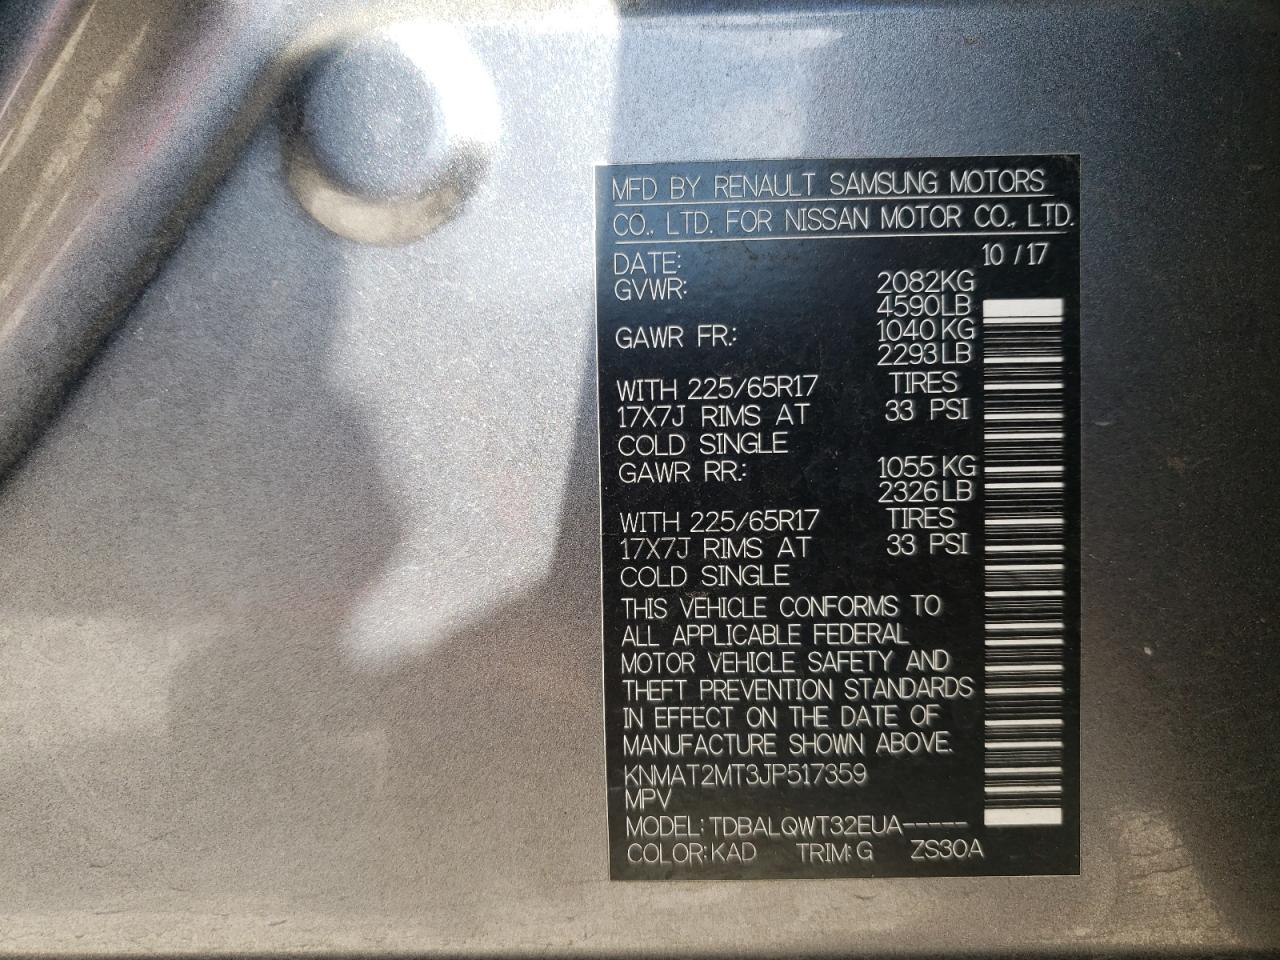 MFD BY RENAULT SAMSUNG MOTORS
CO., LTD. FOR NISSAN MOTOR CO., LTD.
DATE: 10 / 17
GVWR: 2082KG
4590LB
GAWR FR.: 1040KG
2293LB
WITH 225/65R17 TIRES
17X7J RIMS AT 33 PSI
COLD SINGLE
GAWR RR.: 1055KG
2326LB
WITH 225/65R17 TIRES
17X7J RIMS AT 33 PSI
COLD SINGLE
THIS VEHICLE CONFORMS TO
ALL APPLICABLE FEDERAL
MOTOR VEHICLE SAFETY AND
THEFT PREVENTION STANDARDS
IN EFFECT ON THE DATE OF
MANUFACTURE SHOWN ABOVE.
KNMAT2MT3JP517359
MPV
MODEL: TDBALQWT32EUA-----
COLOR: KAD TRIM: G ZS30A